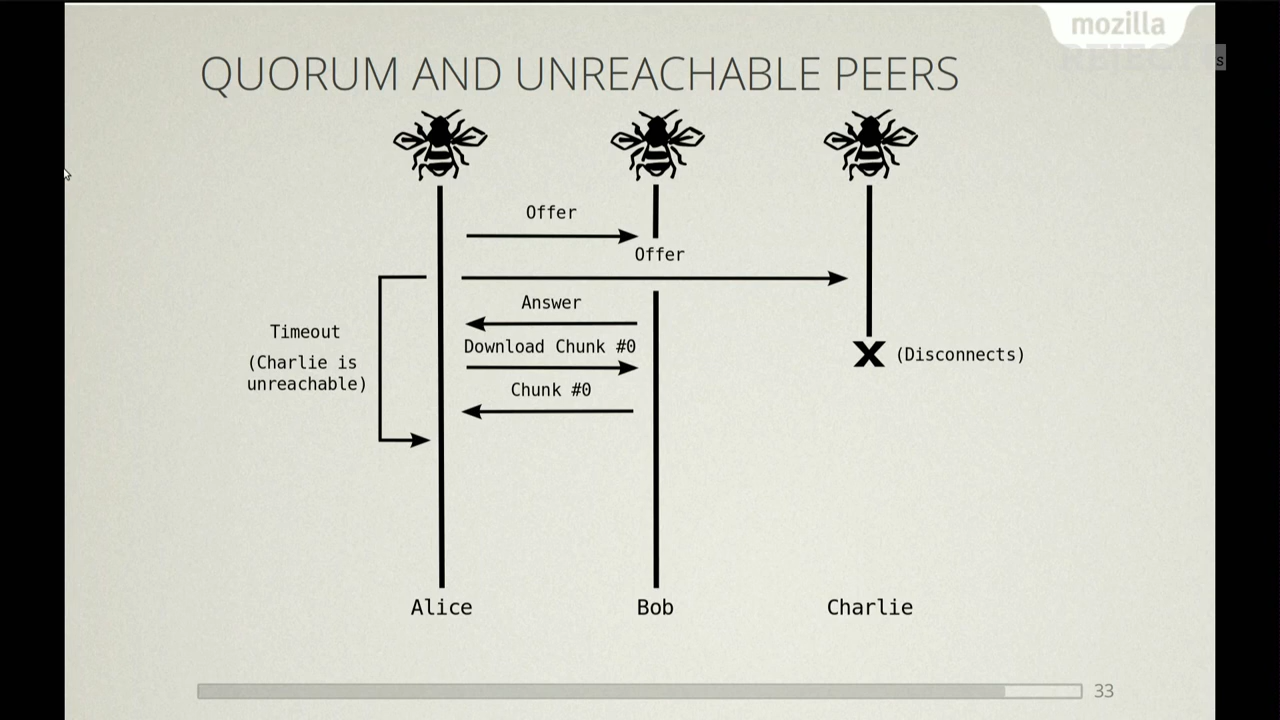 mozilla
REJECT s
QUORUM AND UNREACHABLE PEERS
Offer
Offer
Answer
Timeout
Download Chunk #0
(Charlie is
unreachable)
(Disconnects)
Chunk #0
Alice Bob Charlie
33